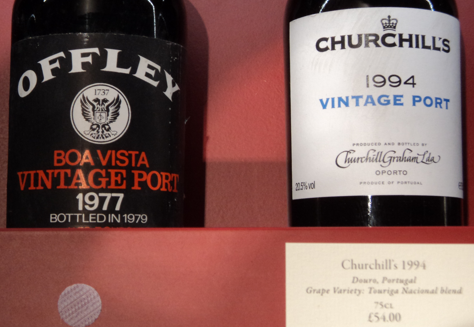 OFFLEY
1737
BOA VISTA
VINTAGE PORT
1977
BOTTLED IN 1979
CHURCHILL'S
1994
VINTAGE PORT
PRODUCED AND BOTTLED BY
Churchill Graham Lda
OPORTO
20.5% vol
PRODUCE OF PORTUGAL
Churchill's 1994
Douro, Portugal
Grape Variety: Touriga Nacional blend
75CL
£54.00